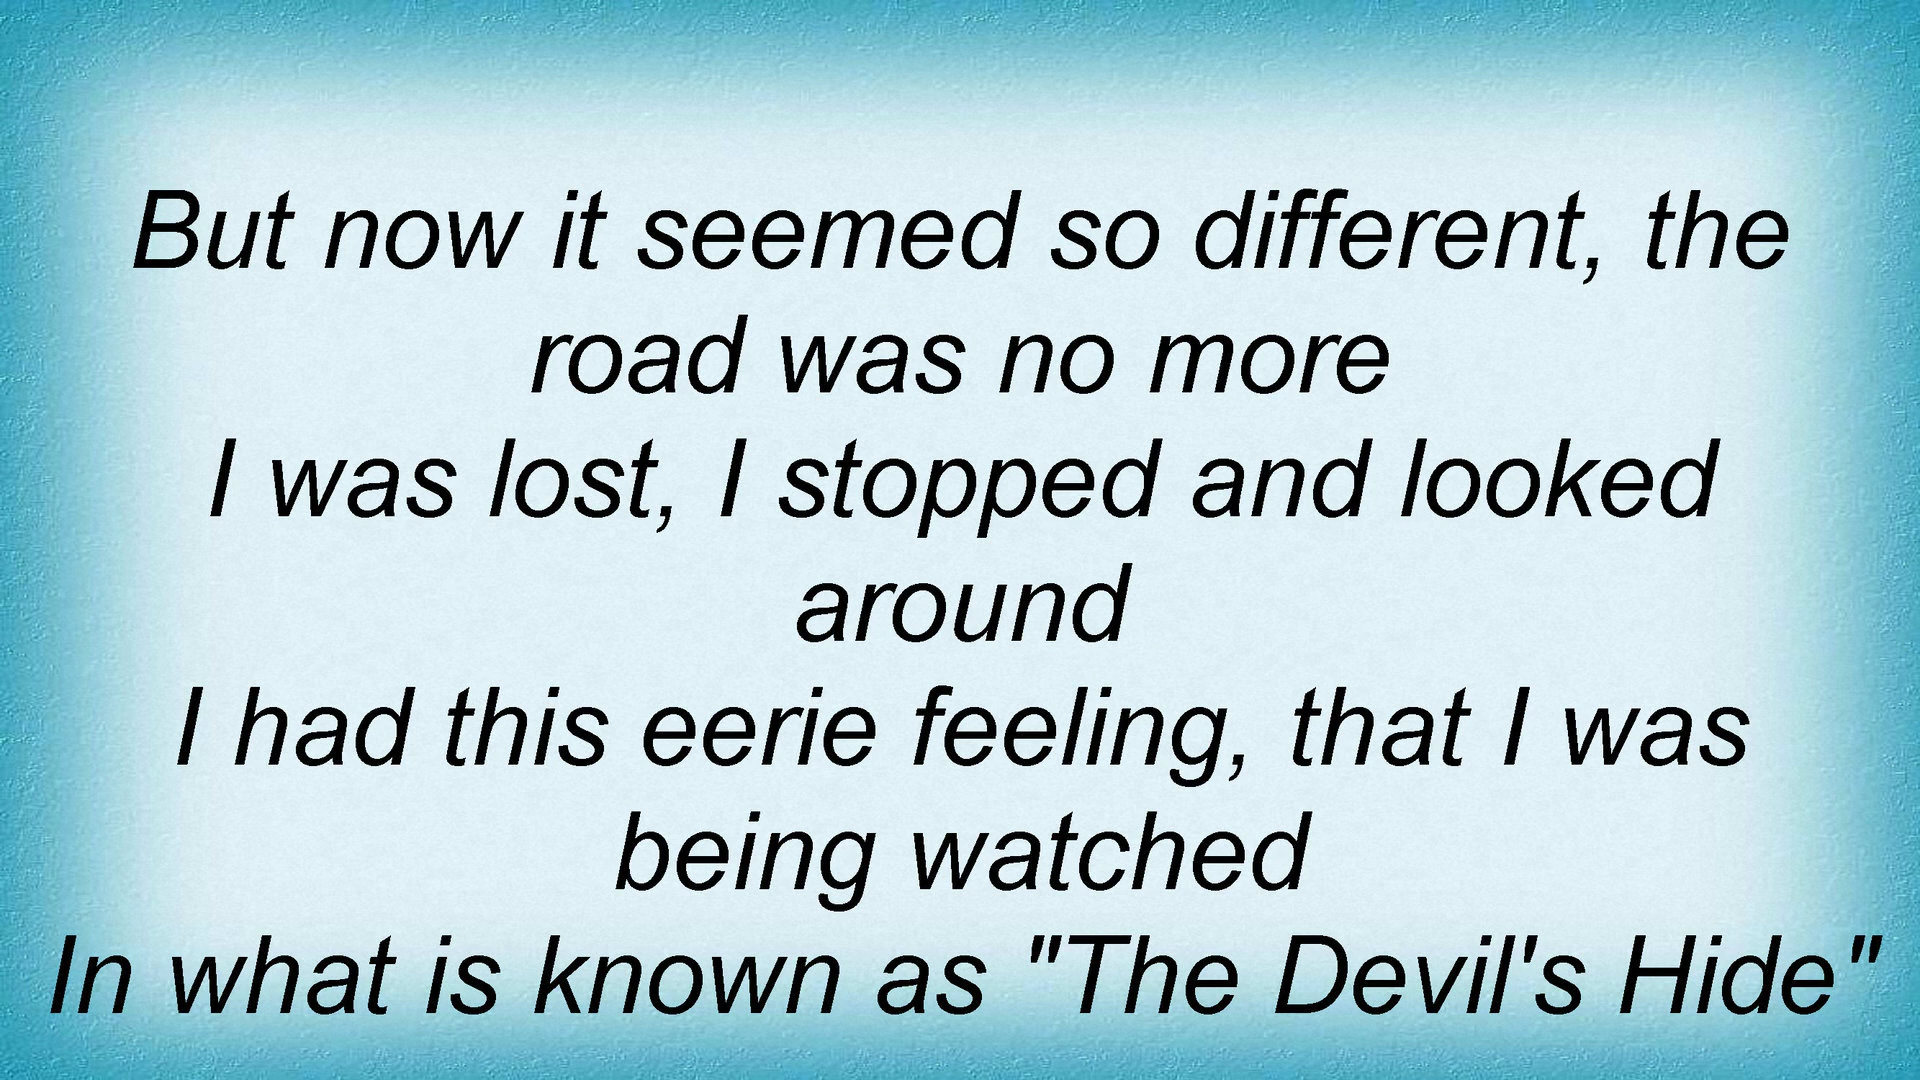 But now it seemed so different, the
road was no more
I was lost, I stopped and looked
around
I had this eerie feeling, that I was
being watched
In what is known as "The Devil's Hide"